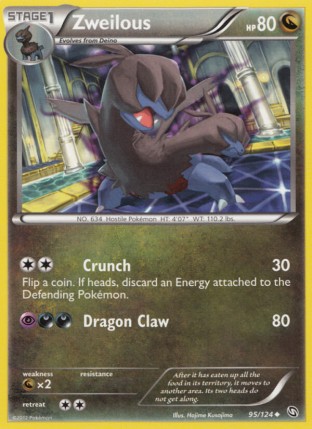 STAGE1
Zweilous
HP80
Evolves from Deino
NO. 634 Hostile Pokémon. HT: 4'07" WT: 110.2 lbs.
Crunch 30
Flip a coin. If heads, discard an Energy attached to the
Defending Pokémon.
Dragon Claw 80
weakness resistance
×2
retreat
After it has eaten up all the
food in its territory, it moves to
another area. Its two heads
do not get along.
Illus. Hajime Kusajima
95/124
©2012 Pokémon